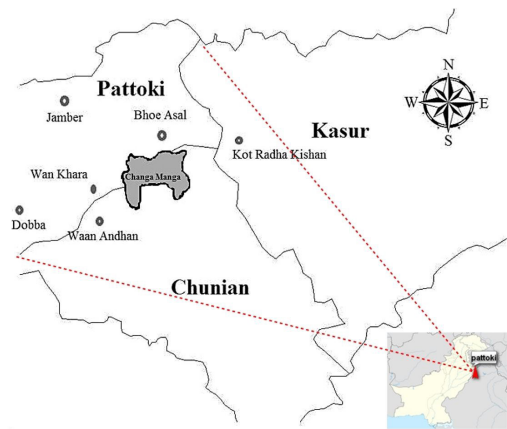 Pattoki
Jamber
Bhoe Asal
Kasur
N
W
E
S
Kot Radha Kishan
Changa Manga
Wan Khara
Dobba
Waan Andhan
Chunian
pattoki